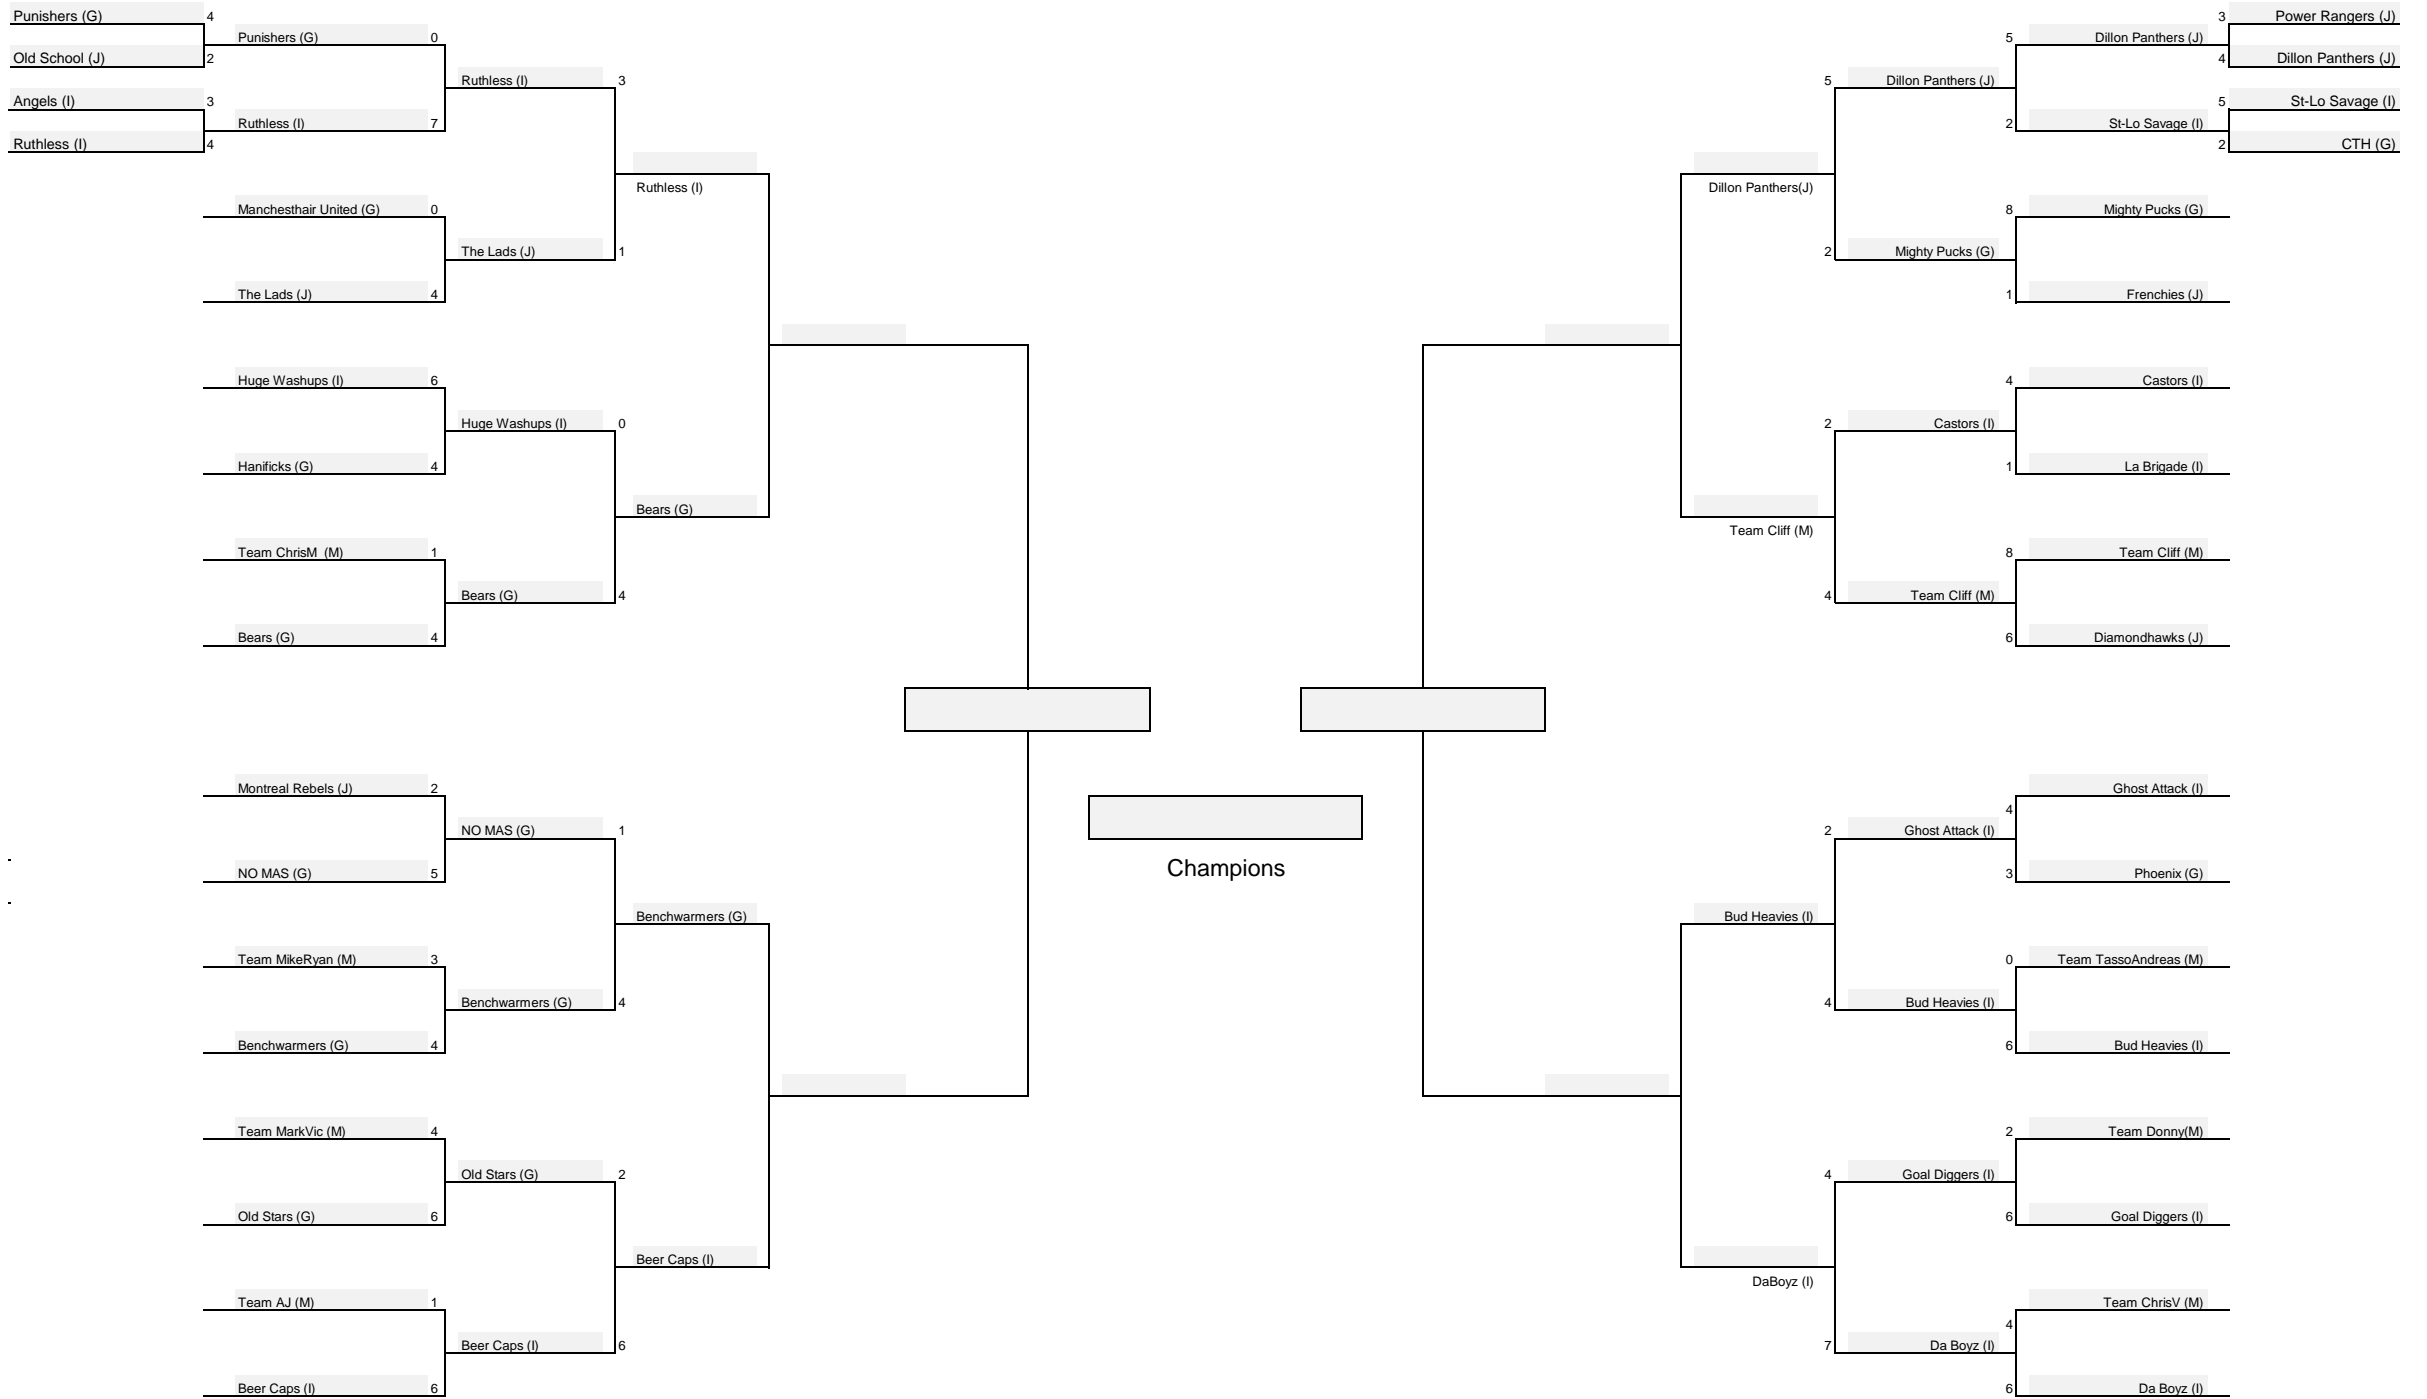 Punishers (G) 4 3 Power Rangers (J)
Punishers (G) 0 5 Dillon Panthers (J)
Old School (J) 2 4 Dillon Panthers (J)
Ruthless (I) 3 5 Dillon Panthers (J)
Angels (I) 3 5 St-Lo Savage (I)
Ruthless (I) 7 2 St-Lo Savage (I)
Ruthless (I) 4 2 CTH (G)
Ruthless (I) Dillon Panthers(J)
Manchesthair United (G) 0 8 Mighty Pucks (G)
The Lads (J) 1 2 Mighty Pucks (G)
The Lads (J) 4 1 Frenchies (J)
Huge Washups (I) 6 4 Castors (I)
Huge Washups (I) 0 2 Castors (I)
Hanificks (G) 4 1 La Brigade (I)
Bears (G)
Team Cliff (M)
Team ChrisM (M) 1 8 Team Cliff (M)
Bears (G) 4 4 Team Cliff (M)
Bears (G) 4 6 Diamondhawks (J)
Montreal Rebels (J) 2 Ghost Attack (I)
4
NO MAS (G) 1 2 Ghost Attack (I)
Champions
NO MAS (G) 5 3 Phoenix (G)
Benchwarmers (G) Bud Heavies (I)
Team MikeRyan (M) 3 0 Team TassoAndreas (M)
Benchwarmers (G) 4 4 Bud Heavies (I)
Benchwarmers (G) 4 6 Bud Heavies (I)
Team MarkVic (M) 4 2 Team Donny(M)
Old Stars (G) 2 4 Goal Diggers (I)
Old Stars (G) 6 6 Goal Diggers (I)
Beer Caps (I)
DaBoyz (I)
Team AJ (M) 1 Team ChrisV (M)
4
Beer Caps (I) 6 7 Da Boyz (I)
Beer Caps (I) 6 6 Da Boyz (I)